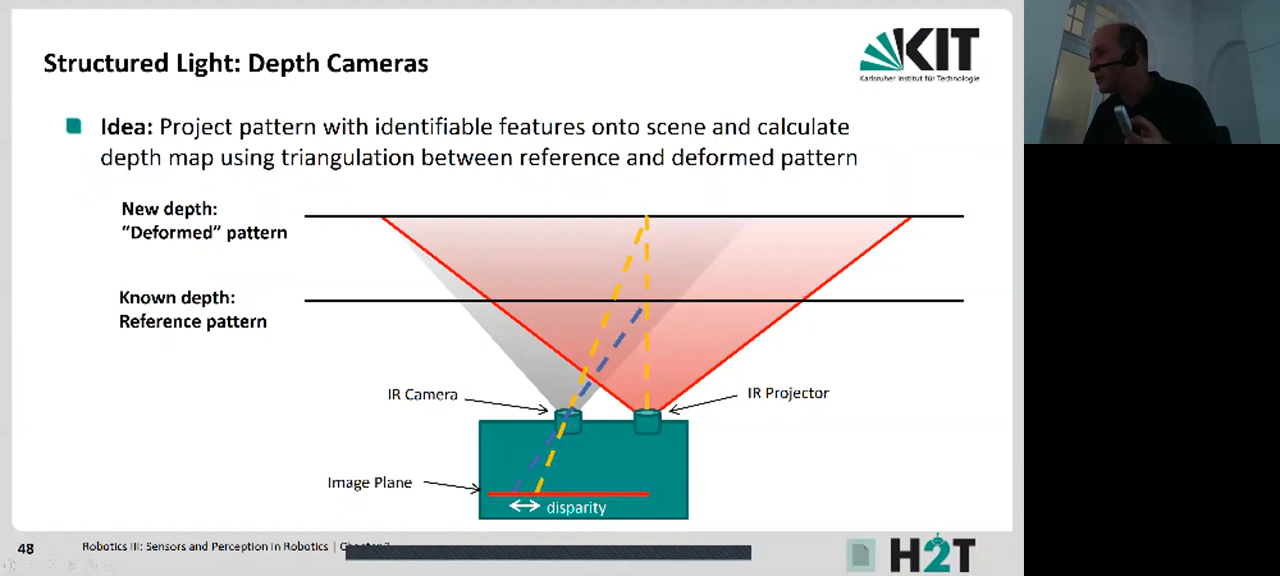 Structured Light: Depth Cameras
KIT
Karlsruher Institut für Technologie
Idea: Project pattern with identifiable features onto scene and calculate
depth map using triangulation between reference and deformed pattern
New depth:
“Deformed” pattern
Known depth:
Reference pattern
IR Camera
IR Projector
Image Plane
disparity
48
Robotics III: Sensors and Perception in Robotics |
H2T